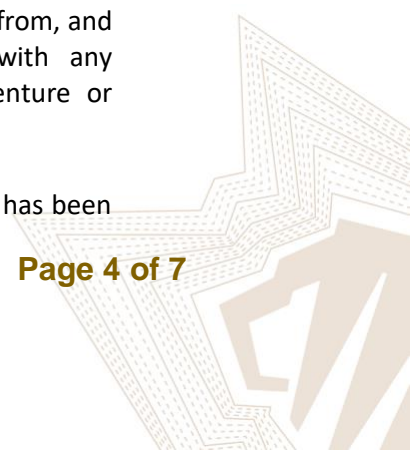 from, and
with any
enture or
has been
Page 4 of 7